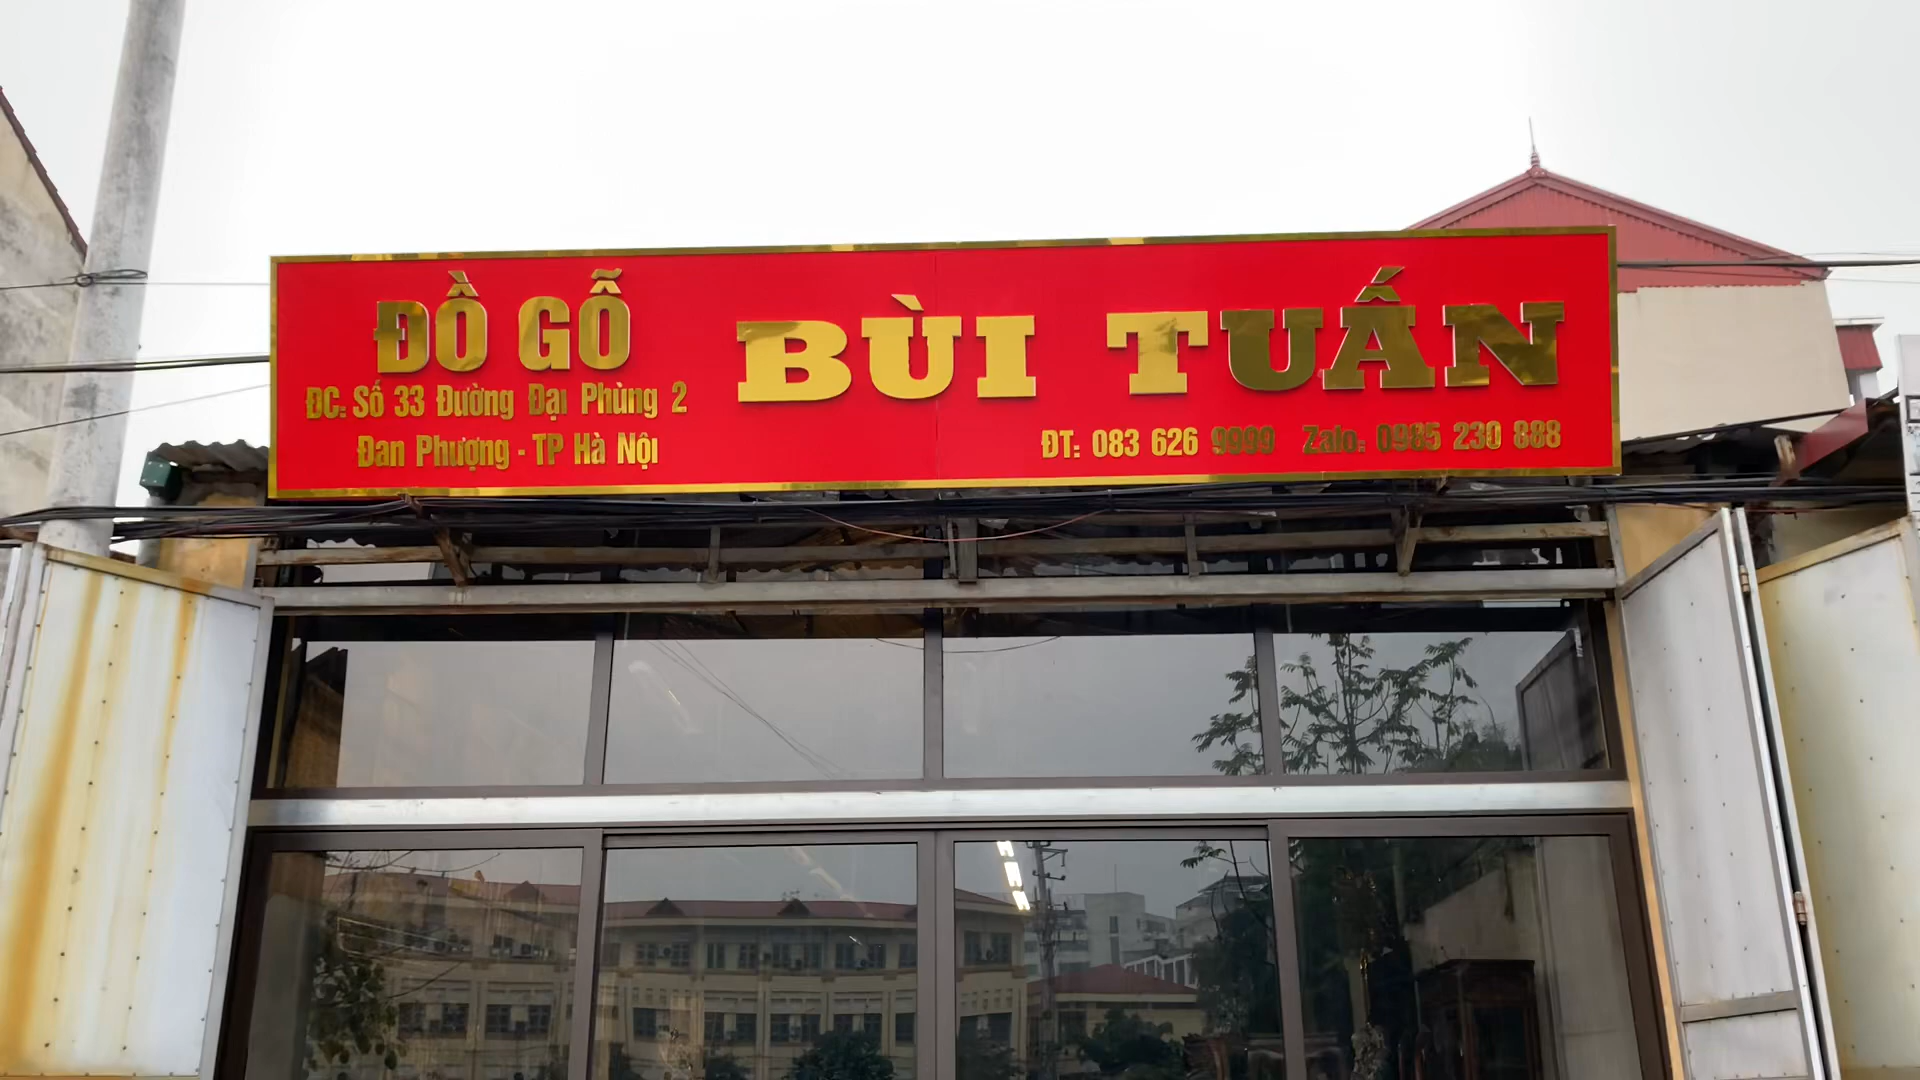 ĐỒ GỖ
BÙI TUẤN
ĐC: Số 33 Đường Đại Phùng 2
Đan Phượng - TP Hà Nội
ĐT: 083 626 9999 Zalo: 0985 230 888